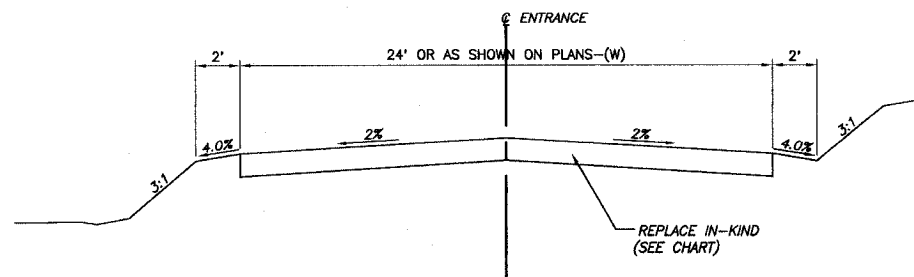 ℄ ENTRANCE
2' 24' OR AS SHOWN ON PLANS-(W) 2'
4.0% 2% 2% 4.0%
3:1 3:1
REPLACE IN-KIND
(SEE CHART)